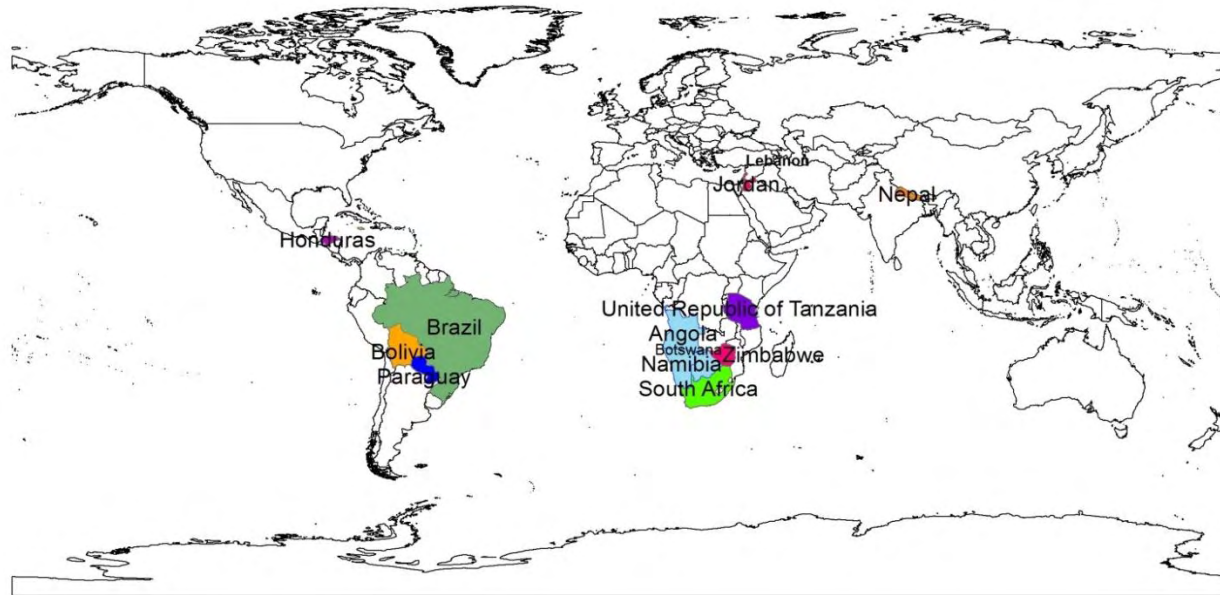 Lebanon
Jordan
Nepal
Honduras
United Republic of Tanzania
Brazil
Angola
Botswana
Bolivia
Zimbabwe
Namibia
Paraguay
South Africa